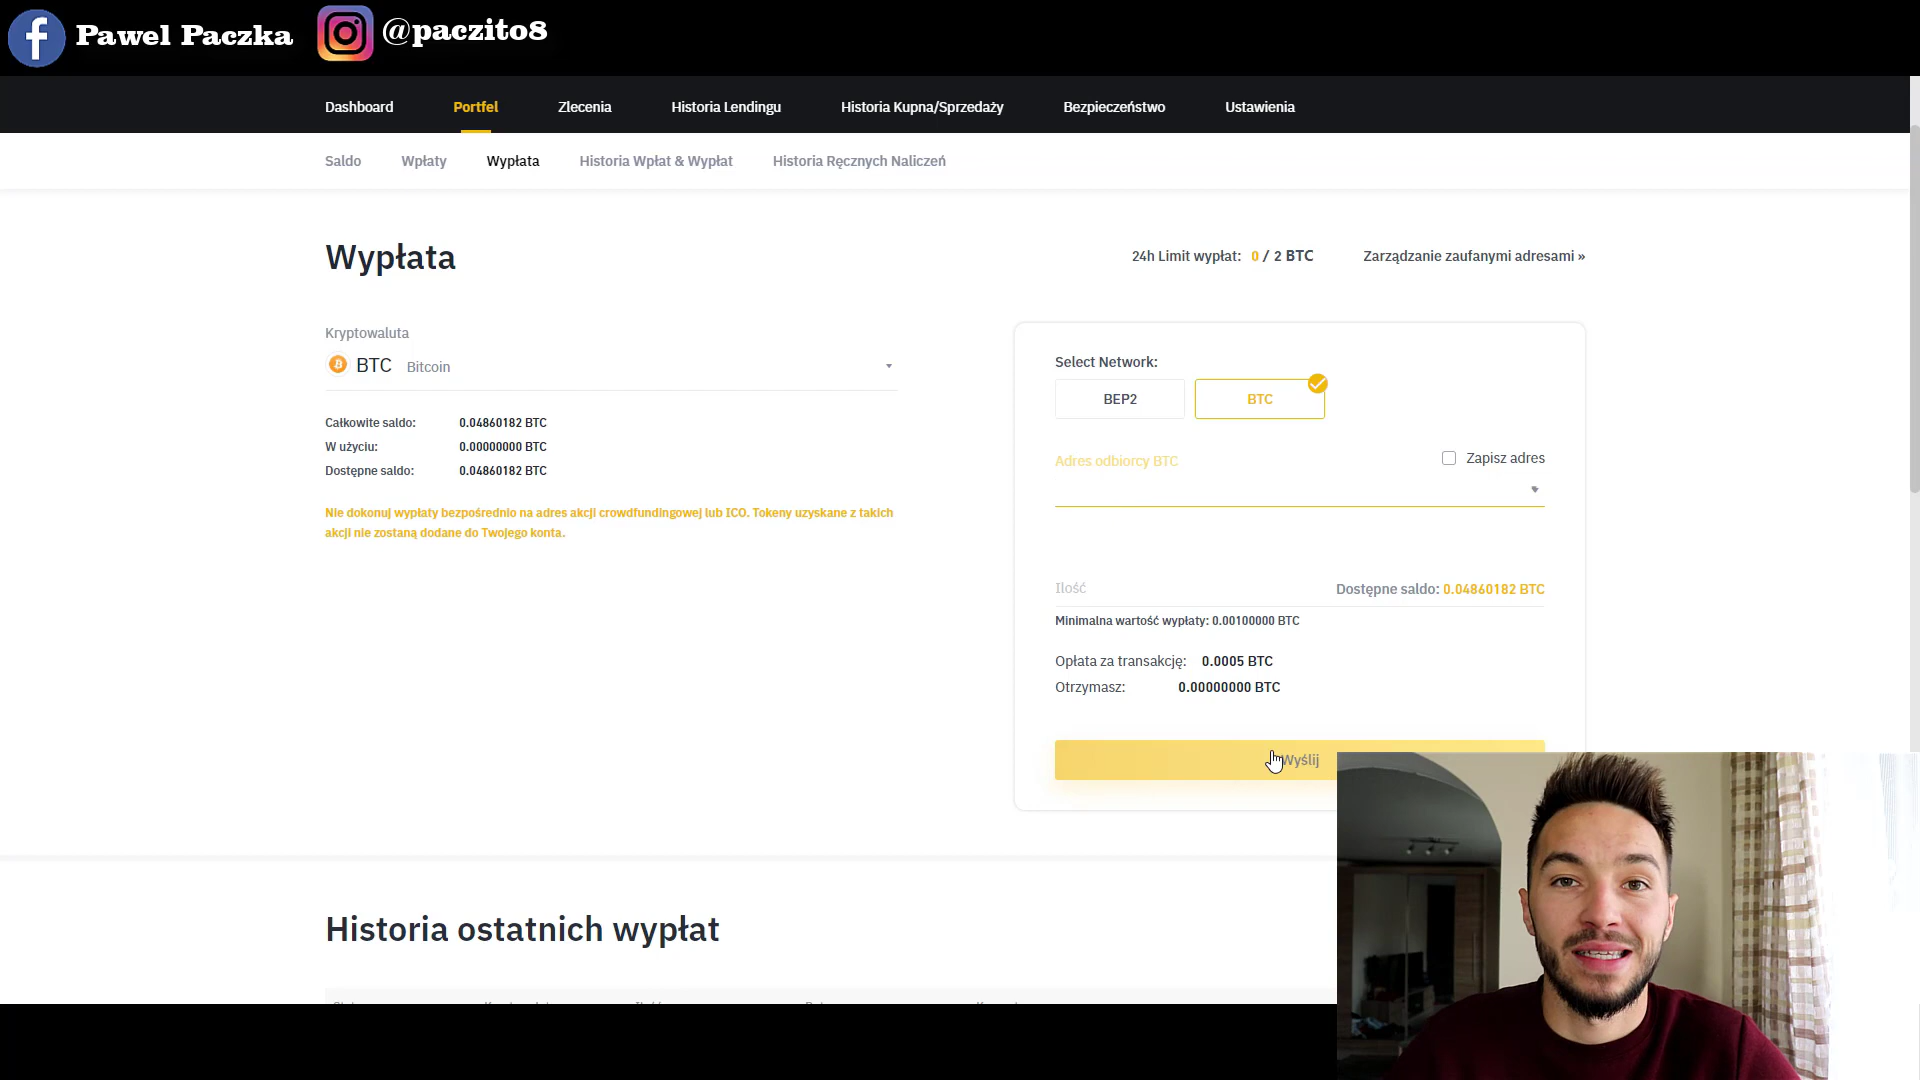 Pawel Paczka @paczito8
Dashboard Portfel Zlecenia Historia Lendingu Historia Kupna/Sprzedaży Bezpieczeństwo Ustawienia
Saldo Wpłaty Wypłata Historia Wpłat & Wypłat Historia Ręcznych Naliczeń
Wypłata
24h Limit wypłat: 0 / 2 BTC Zarządzanie zaufanymi adresami »
Kryptowaluta
BTC Bitcoin
Całkowite saldo: 0.04860182 BTC
W użyciu: 0.00000000 BTC
Dostępne saldo: 0.04860182 BTC
Nie dokonuj wypłaty bezpośrednio na adres akcji crowdfundingowej lub ICO. Tokeny uzyskane z takich
akcji nie zostaną dodane do Twojego konta.
Select Network:
BEP2 BTC
Adres odbiorcy BTC Zapisz adres
Ilość Dostępne saldo: 0.04860182 BTC
Minimalna wartość wypłaty: 0.00100000 BTC
Opłata za transakcję: 0.0005 BTC
Otrzymasz: 0.00000000 BTC
Wyślij
Historia ostatnich wypłat